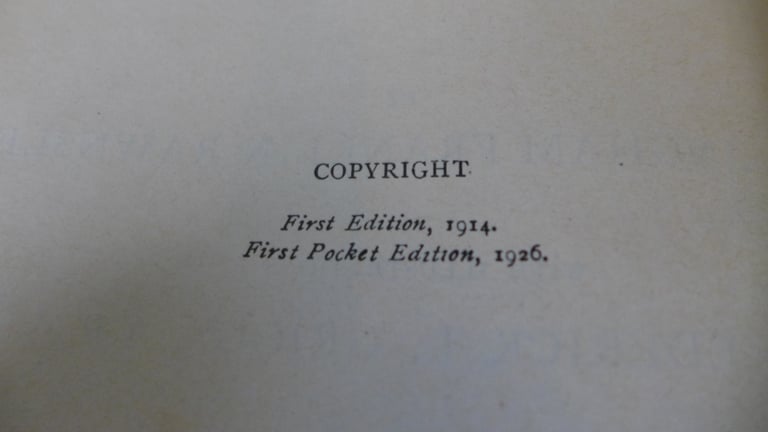 COPYRIGHT
First Edition, 1914.
First Pocket Edition, 1926.